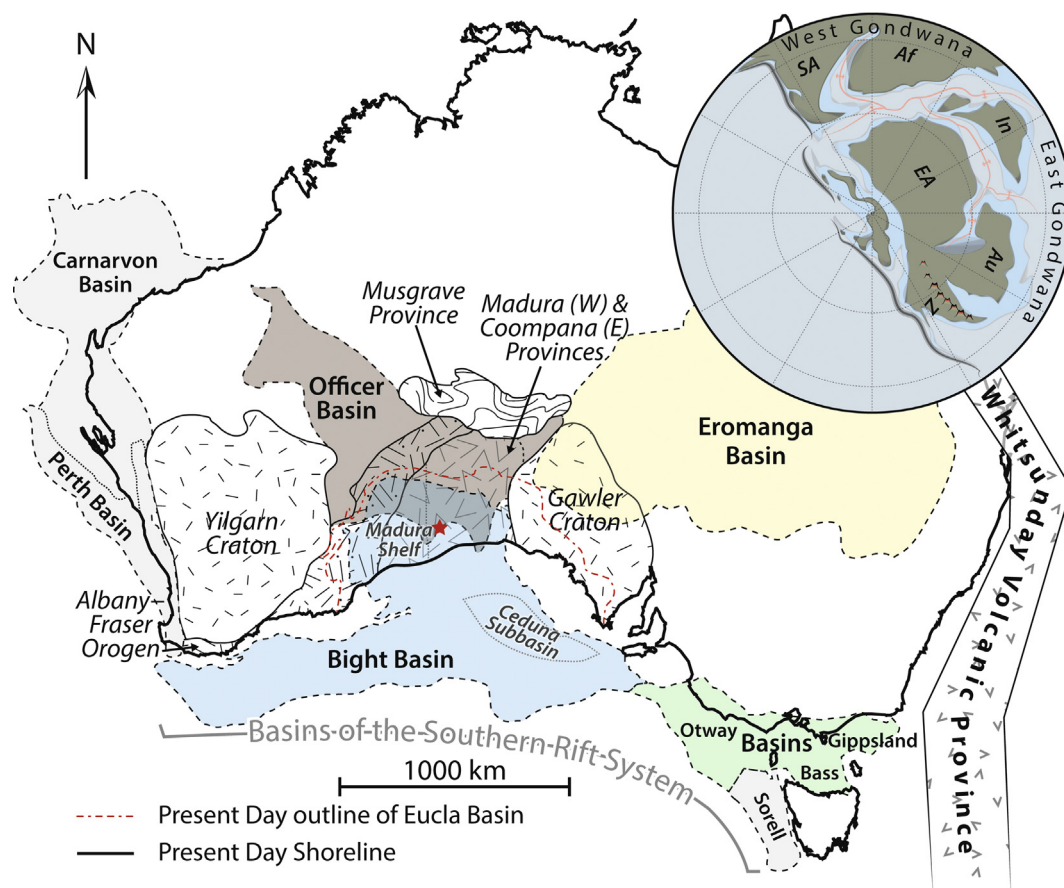 N
West Gondwana
SA
Af
In
EA
East Gondwana
Au
Z
Carnarvon
Basin
Musgrave
Province
Madura (W) &
Coompana (E)
Provinces
Officer
Basin
Eromanga
Basin
Perth Basin
Yilgarn
Craton
Gawler
Craton
Madura
Shelf
Albany–
Fraser
Orogen
Ceduna
Subbasin
Bight Basin
Whitsunday Volcanic Province
Otway
Basins
Gippsland
Bass
Sorell
Basins of the Southern Rift System
1000 km
Present Day outline of Eucla Basin
Present Day Shoreline